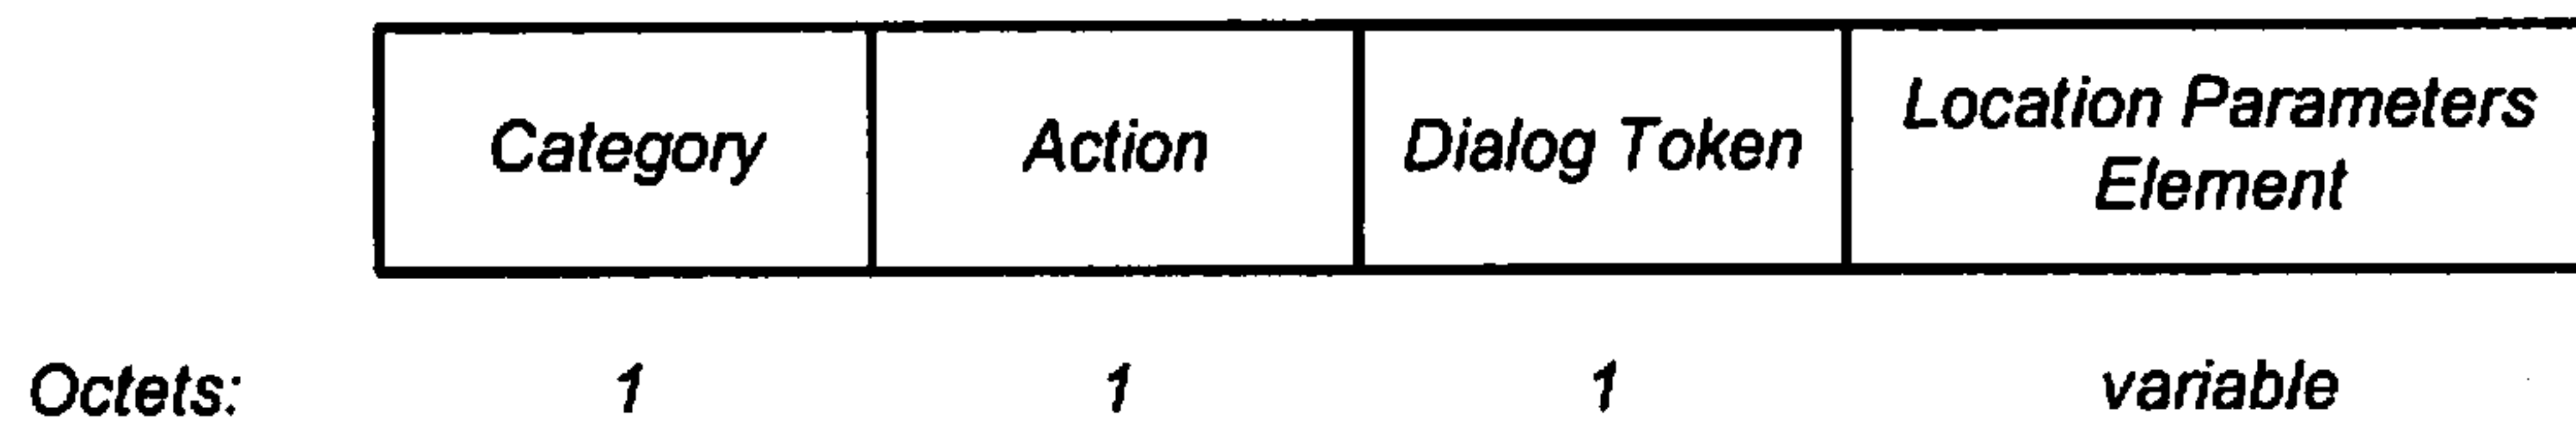 Category Action Dialog Token Location Parameters
Element
Octets: 1 1 1 variable